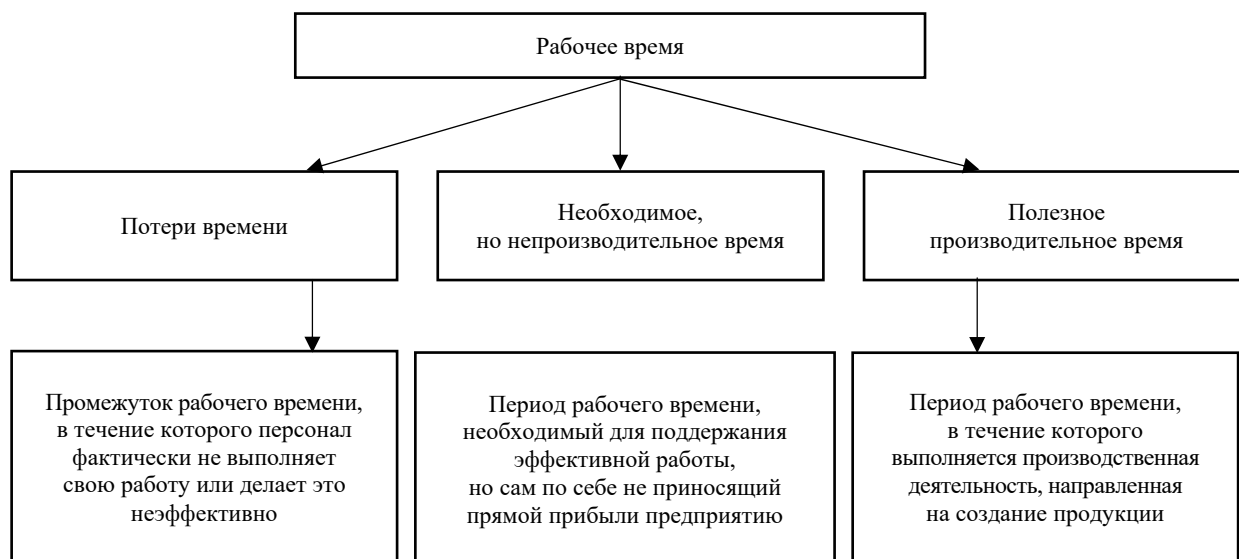 Рабочее время
Потери времени
Необходимое,
но непроизводительное время
Полезное
производительное время
Промежуток рабочего времени,
в течение которого персонал
фактически не выполняет
свою работу или делает это
неэффективно
Период рабочего времени,
необходимый для поддержания
эффективной работы,
но сам по себе не приносящий
прямой прибыли предприятию
Период рабочего времени,
в течение которого
выполняется производственная
деятельность, направленная
на создание продукции